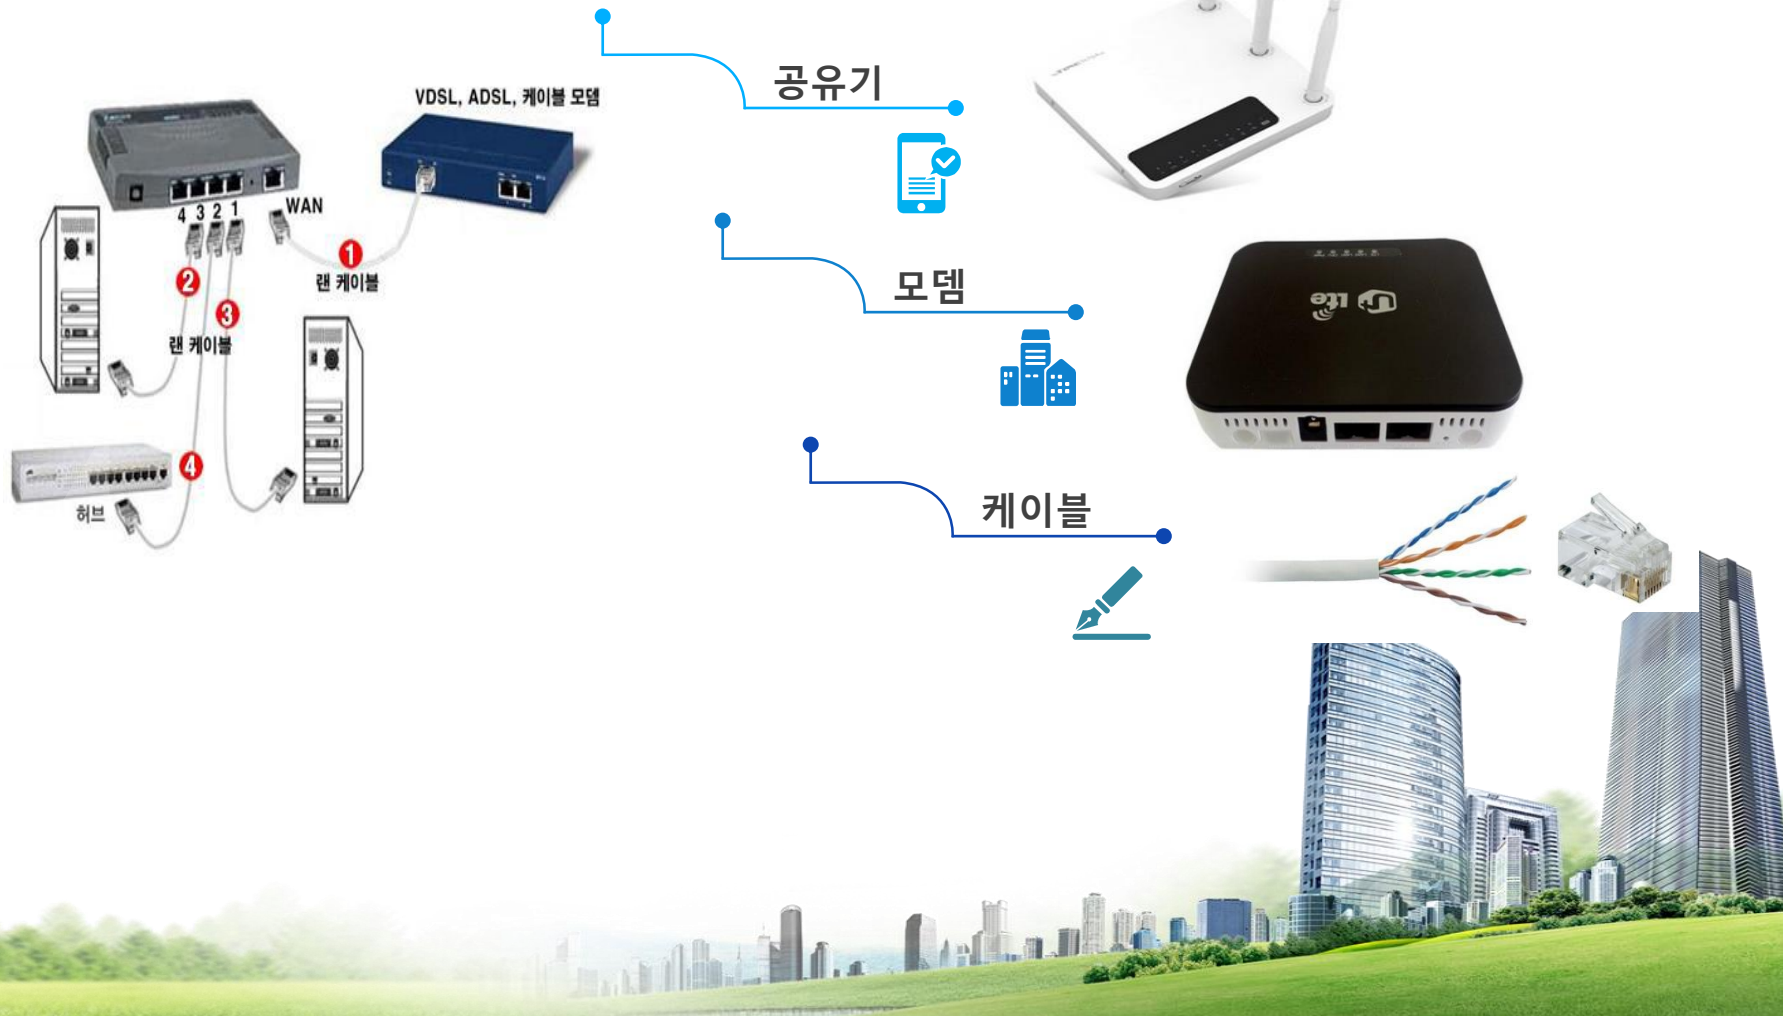 VDSL, ADSL, 케이블 모뎀
4 3 2 1
WAN
1
랜 케이블
2
3
랜 케이블
4
허브
공유기
모뎀
U+ Lte
케이블